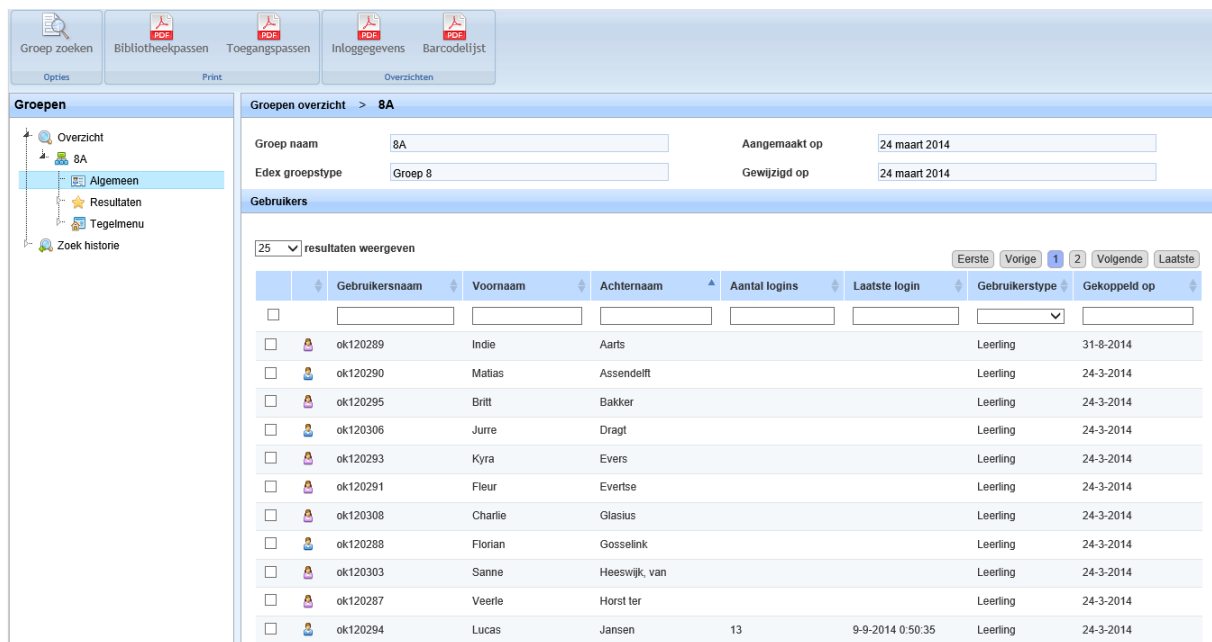 Groep zoeken Bibliotheekpassen Toegangspassen Inloggegevens Barcodelijst
Opties Print Overzichten
Groepen
Overzicht
8A
Algemeen
Resultaten
Tegelmenu
Zoek historie
Groepen overzicht > 8A
Groep naam 8A Aangemaakt op 24 maart 2014
Edex groepstype Groep 8 Gewijzigd op 24 maart 2014
Gebruikers
25 resultaten weergeven
Eerste Vorige 1 2 Volgende Laatste
Gebruikersnaam Voornaam Achternaam Aantal logins Laatste login Gebruikerstype Gekoppeld op
ok120289 Indie Aarts Leerling 31-8-2014
ok120290 Matias Assendelft Leerling 24-3-2014
ok120295 Britt Bakker Leerling 24-3-2014
ok120306 Jurre Dragt Leerling 24-3-2014
ok120293 Kyra Evers Leerling 24-3-2014
ok120291 Fleur Evertse Leerling 24-3-2014
ok120308 Charlie Glasius Leerling 24-3-2014
ok120288 Florian Gosselink Leerling 24-3-2014
ok120303 Sanne Heeswijk, van Leerling 24-3-2014
ok120287 Veerle Horst ter Leerling 24-3-2014
ok120294 Lucas Jansen 13 9-9-2014 0:50:35 Leerling 24-3-2014